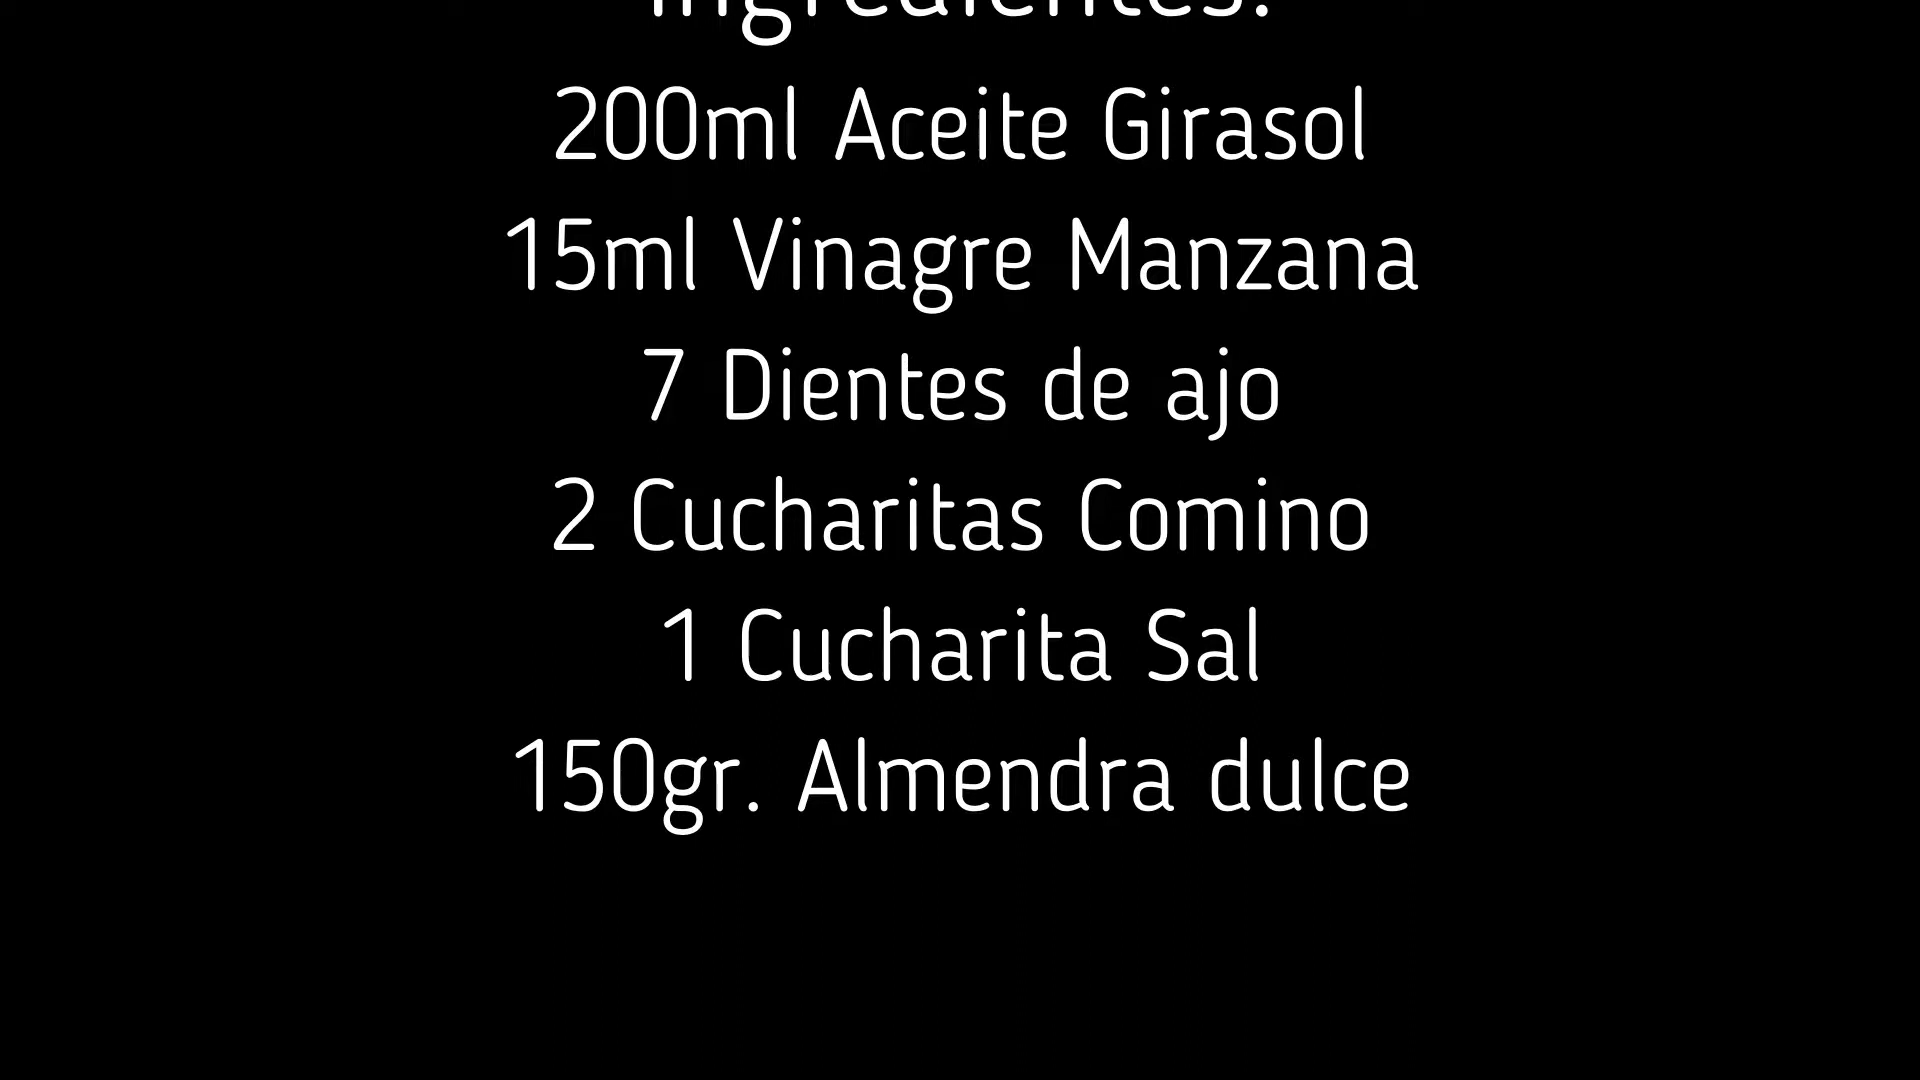 Ingredientes:
200ml Aceite Girasol
15ml Vinagre Manzana
7 Dientes de ajo
2 Cucharitas Comino
1 Cucharita Sal
150gr. Almendra dulce